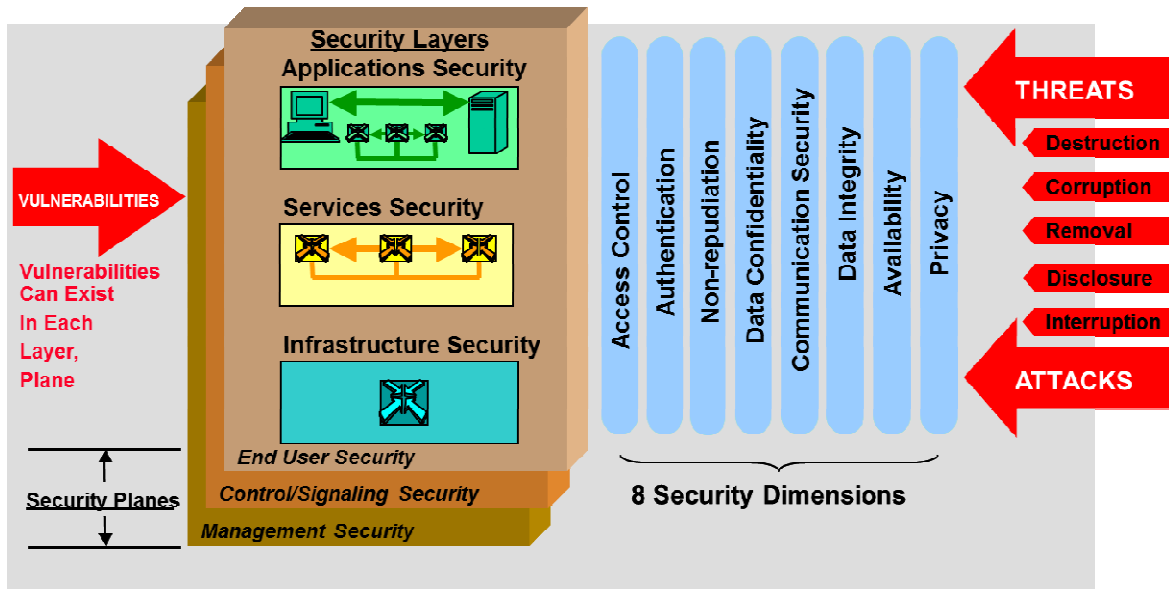 Security Layers
Applications Security
Services Security
Infrastructure Security
End User Security
Control/Signaling Security
Management Security
VULNERABILITIES
Vulnerabilities
Can Exist
In Each
Layer,
Plane
Security Planes
Access Control
Authentication
Non-repudiation
Data Confidentiality
Communication Security
Data Integrity
Availability
Privacy
8 Security Dimensions
THREATS
Destruction
Corruption
Removal
Disclosure
Interruption
ATTACKS